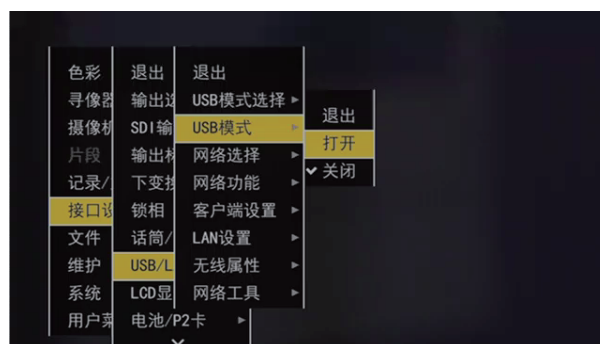 色彩
寻像器
摄像机
片段
记录/
接口设
文件
维护
系统
用户菜
退出
输出选
SDI输
输出标
下变换
锁相
话筒/
USB/L
LCD显
电池/P2卡
退出
USB模式选择
USB模式
网络选择
网络功能
客户端设置
LAN设置
无线属性
网络工具
退出
打开
关闭